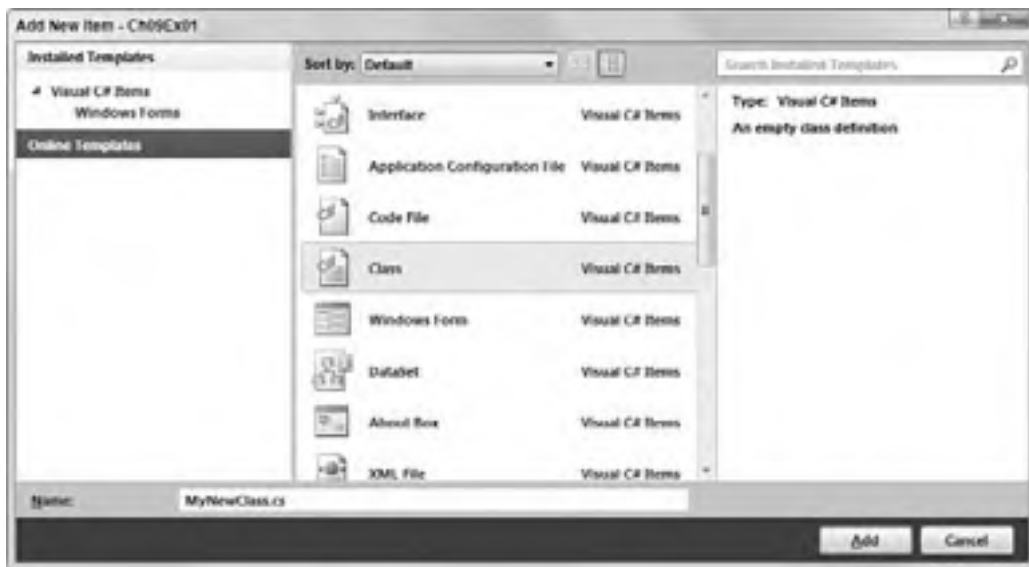 Add New Item - Ch09Ex01
Installed Templates
Visual C# Items
Windows Forms
Online Templates
Sort by: Default
Interface Visual C# Items
Application Configuration File Visual C# Items
Code File Visual C# Items
Class Visual C# Items
Windows Form Visual C# Items
DataSet Visual C# Items
About Box Visual C# Items
XML File Visual C# Items
Search Installed Templates
Type: Visual C# Items
An empty class definition
Name: MyNewClass.cs
Add
Cancel